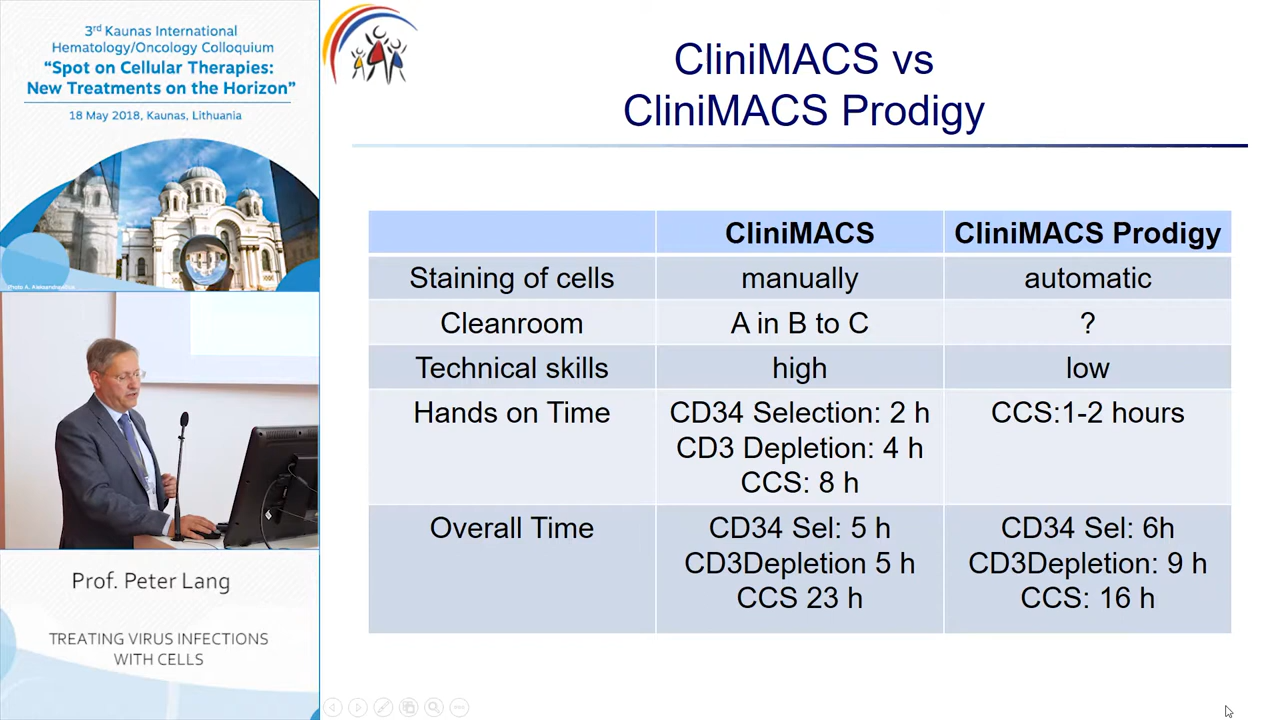 3rd Kaunas International
Hematology/Oncology Colloquium
“Spot on Cellular Therapies:
New Treatments on the Horizon”
18 May 2018, Kaunas, Lithuania
Prof. Peter Lang
TREATING VIRUS INFECTIONS
WITH CELLS
CliniMACS vs
CliniMACS Prodigy
CliniMACS CliniMACS Prodigy
Staining of cells manually automatic
Cleanroom A in B to C ?
Technical skills high low
Hands on Time CD34 Selection: 2 h CCS:1-2 hours
CD3 Depletion: 4 h
CCS: 8 h
Overall Time CD34 Sel: 5 h CD34 Sel: 6h
CD3Depletion 5 h CD3Depletion: 9 h
CCS 23 h CCS: 16 h